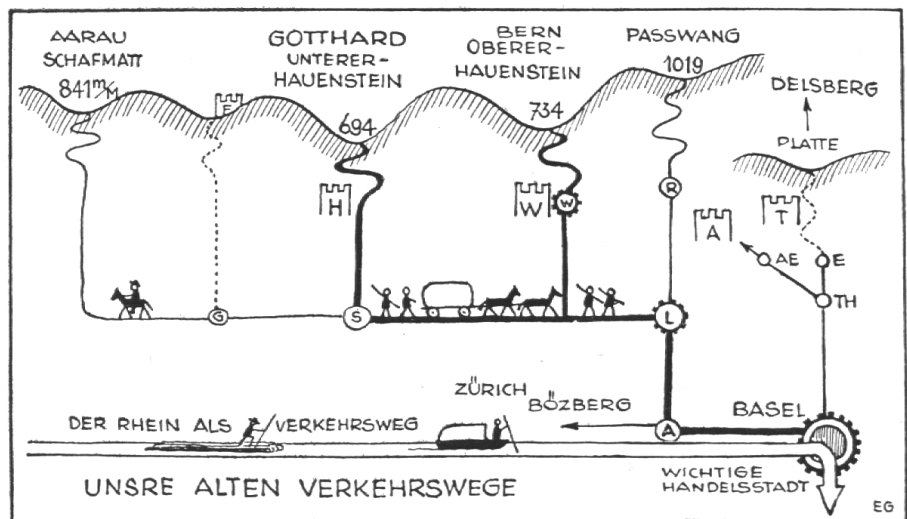 AARAU
SCHAFMATT
841 m/M
F
GOTTHARD
UNTERER-
HAUENSTEIN
694
BERN
OBERER-
HAUENSTEIN
734
PASSWANG
1019
DELSBERG
PLATTE
H
W
W
R
A
T
AE
E
TH
G
S
L
DER RHEIN ALS VERKEHRSWEG
ZÜRICH
BÖZBERG
A
BASEL
WICHTIGE
HANDELSSTADT
UNSRE ALTEN VERKEHRSWEGE
EG